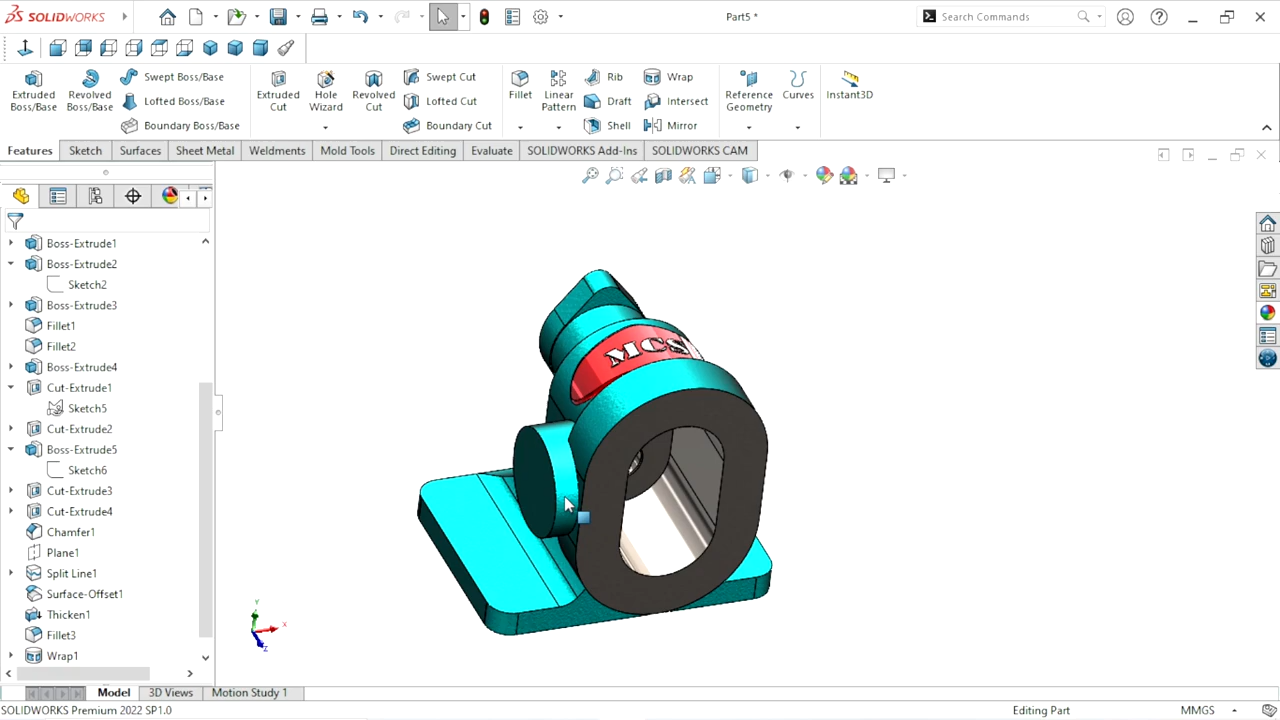 SOLIDWORKS
Part5 *
Search Commands
Extruded Boss/Base
Revolved Boss/Base
Swept Boss/Base
Lofted Boss/Base
Boundary Boss/Base
Extruded Cut
Hole Wizard
Revolved Cut
Swept Cut
Lofted Cut
Boundary Cut
Fillet
Linear Pattern
Rib
Draft
Shell
Wrap
Intersect
Mirror
Reference Geometry
Curves
Instant3D
Features
Sketch
Surfaces
Sheet Metal
Weldments
Mold Tools
Direct Editing
Evaluate
SOLIDWORKS Add-Ins
SOLIDWORKS CAM
Boss-Extrude1
Boss-Extrude2
Sketch2
Boss-Extrude3
Fillet1
Fillet2
Boss-Extrude4
Cut-Extrude1
Sketch5
Cut-Extrude2
Boss-Extrude5
Sketch6
Cut-Extrude3
Cut-Extrude4
Chamfer1
Plane1
Split Line1
Surface-Offset1
Thicken1
Fillet3
Wrap1
MCS
Y
X
Z
Model
3D Views
Motion Study 1
SOLIDWORKS Premium 2022 SP1.0
Editing Part
MMGS